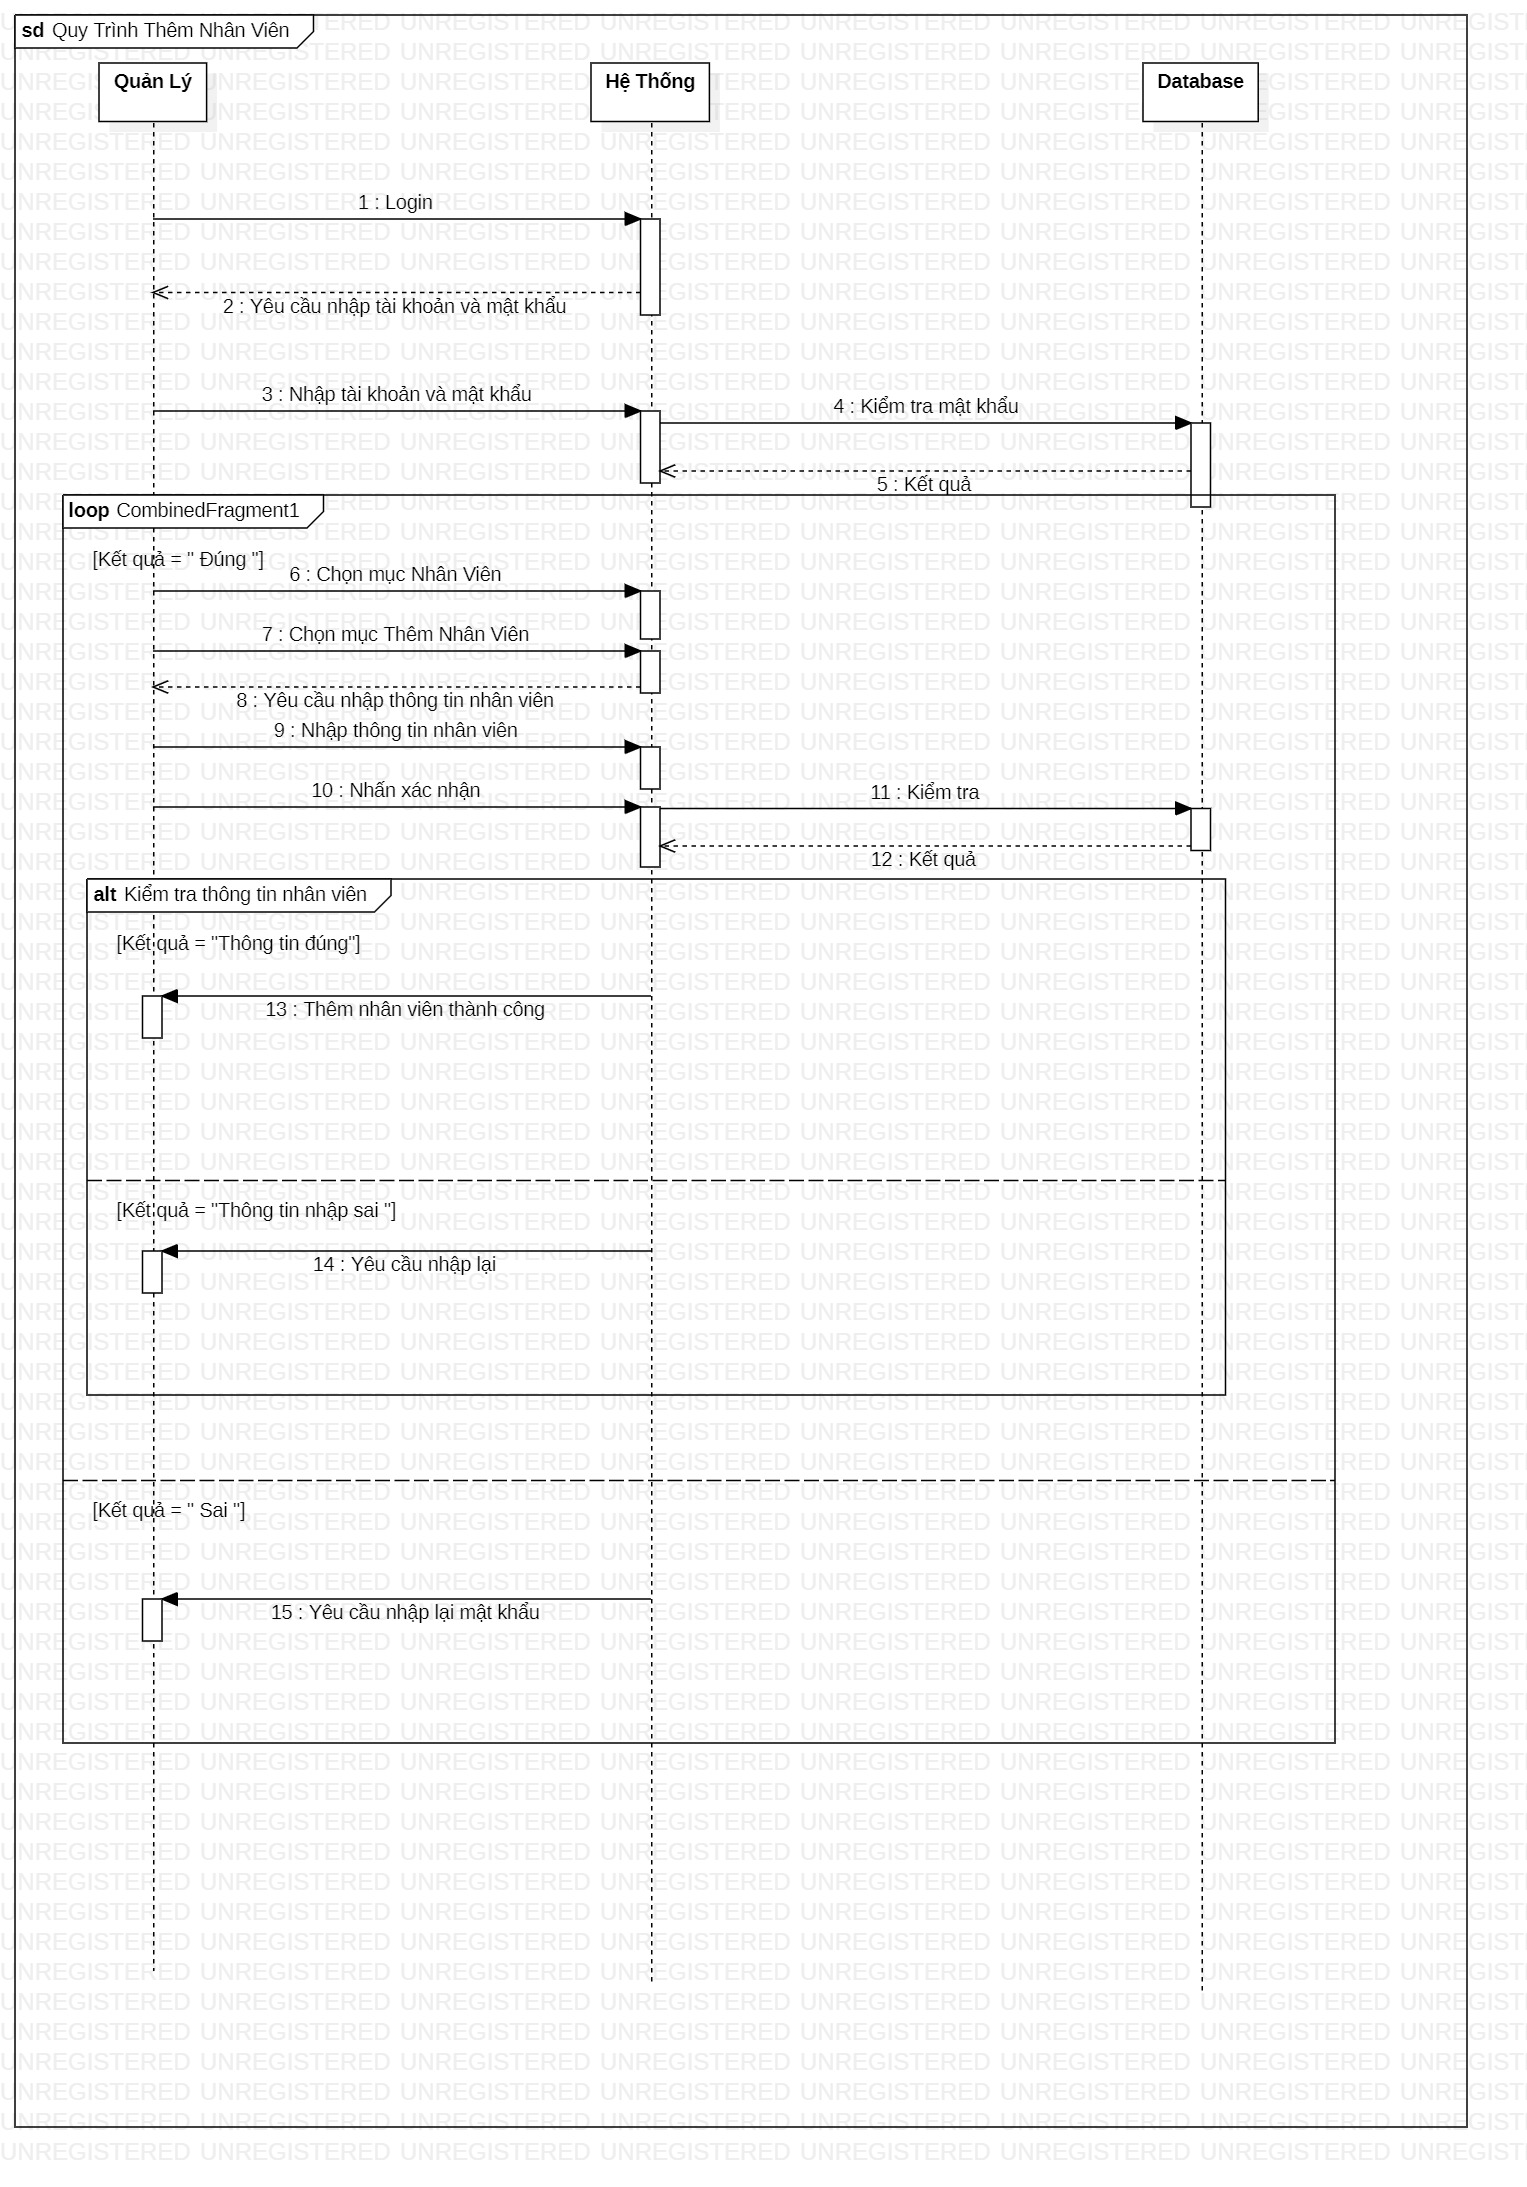 sd Quy Trình Thêm Nhân Viên
Quản Lý
Hệ Thống
Database
1 : Login
2 : Yêu cầu nhập tài khoản và mật khẩu
3 : Nhập tài khoản và mật khẩu
4 : Kiểm tra mật khẩu
5 : Kết quả
loop CombinedFragment1
[Kết quả = " Đúng "]
6 : Chọn mục Nhân Viên
7 : Chọn mục Thêm Nhân Viên
8 : Yêu cầu nhập thông tin nhân viên
9 : Nhập thông tin nhân viên
10 : Nhấn xác nhận
11 : Kiểm tra
12 : Kết quả
alt Kiểm tra thông tin nhân viên
[Kết quả = "Thông tin đúng"]
13 : Thêm nhân viên thành công
[Kết quả = "Thông tin nhập sai "]
14 : Yêu cầu nhập lại
[Kết quả = " Sai "]
15 : Yêu cầu nhập lại mật khẩu
UNREGISTERED